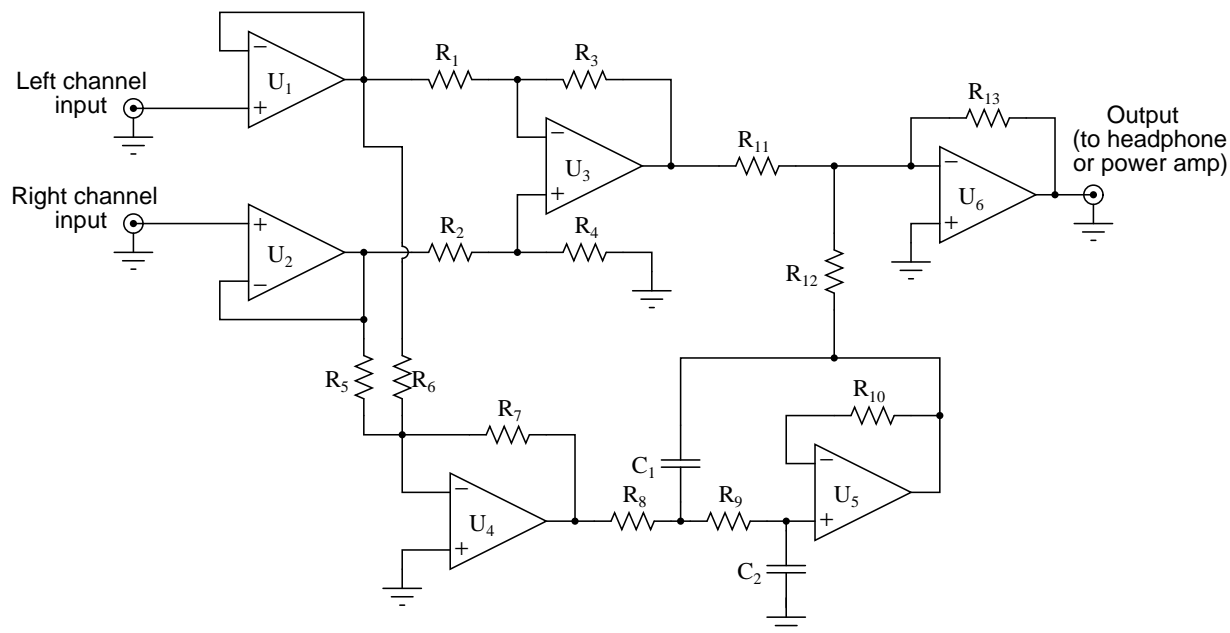 Left channel
input
Right channel
input
U1
U2
R1
R3
U3
R2
R4
R11
R12
R13
U6
Output
(to headphone
or power amp)
R5
R6
R7
U4
R8
C1
R9
C2
R10
U5
−
+
+
−
−
+
−
+
−
+
−
+